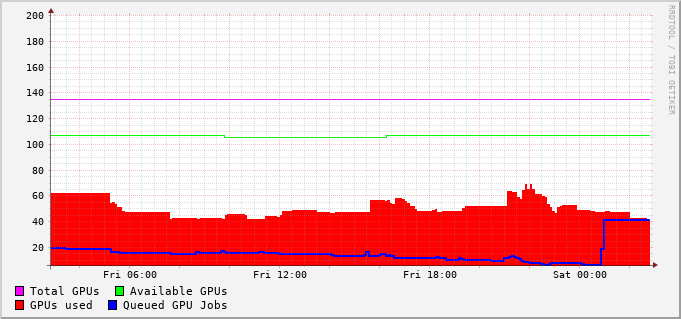 200
180
160
140
120
100
80
60
40
20
Fri 06:00 Fri 12:00 Fri 18:00 Sat 00:00
Total GPUs Available GPUs
GPUs used Queued GPU Jobs
RRDTOOL / TOBI OETIKER